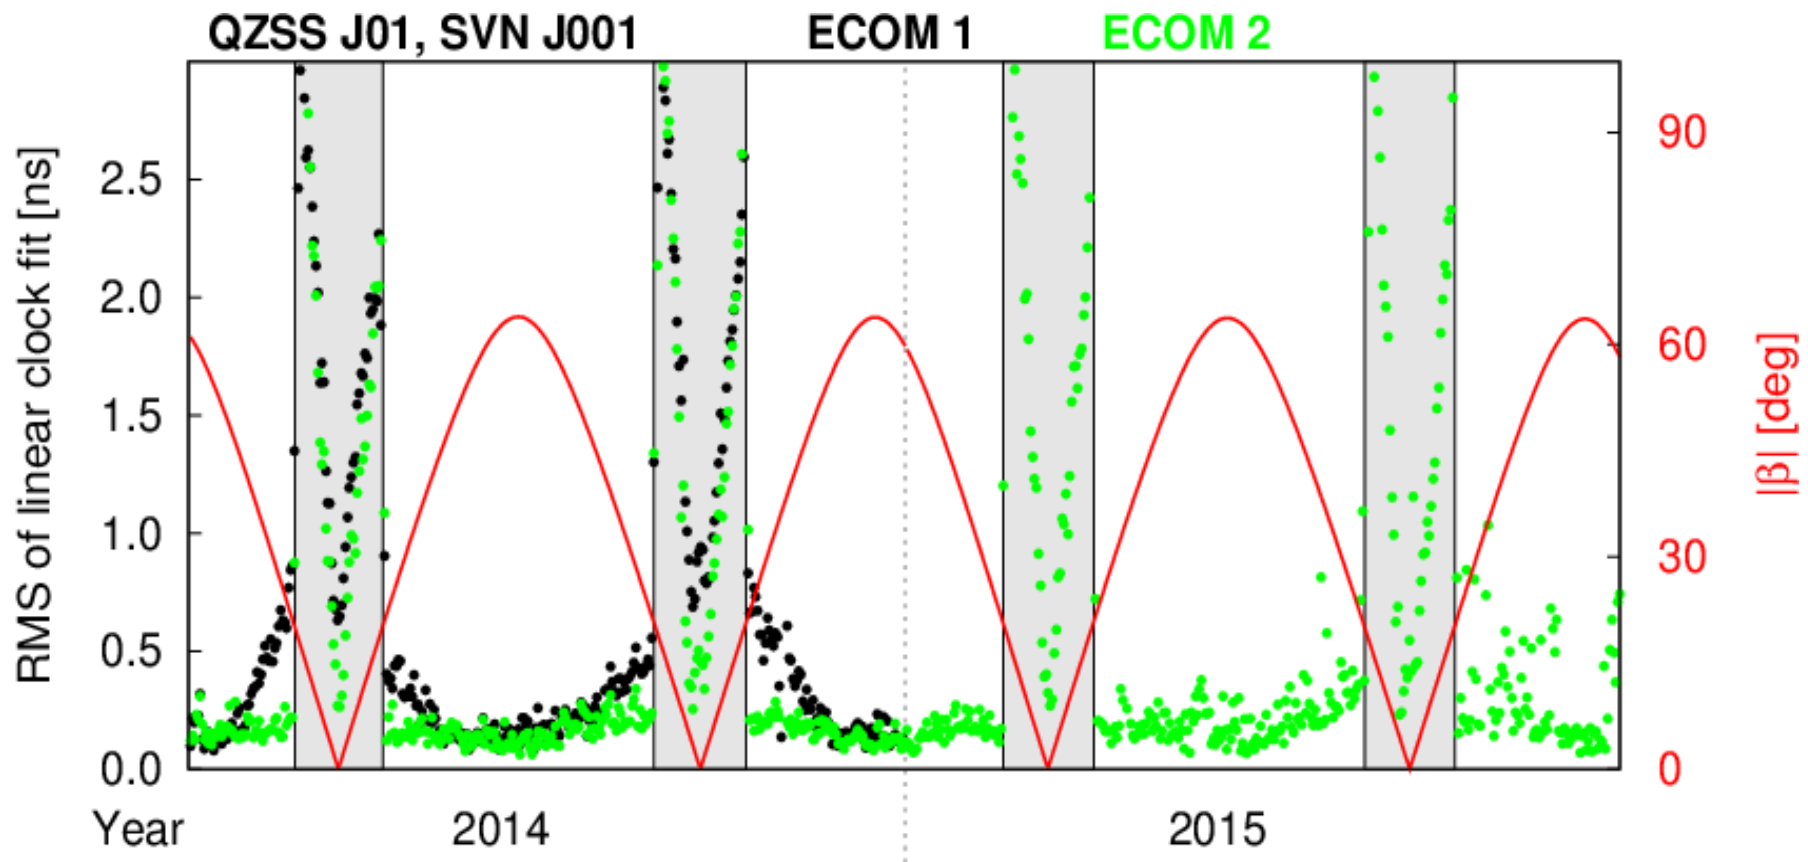 QZSS J01, SVN J001 ECOM 1 ECOM 2
RMS of linear clock fit [ns]
2.5
2.0
1.5
1.0
0.5
0.0
90
60
30
0
|β| [deg]
Year 2014 2015